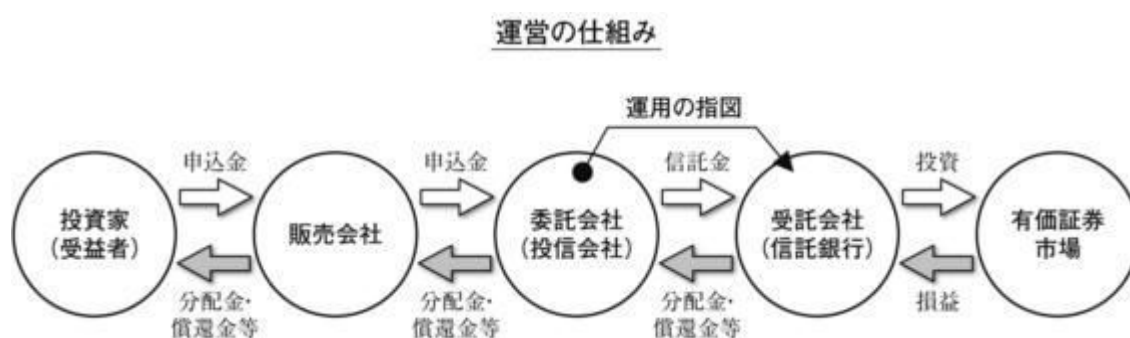 運営の仕組み
運用の指図
申込金
申込金
信託金
投資
投資家
（受益者）
販売会社
委託会社
（投信会社）
受託会社
（信託銀行）
有価証券
市場
分配金・
償還金等
分配金・
償還金等
分配金・
償還金等
損益